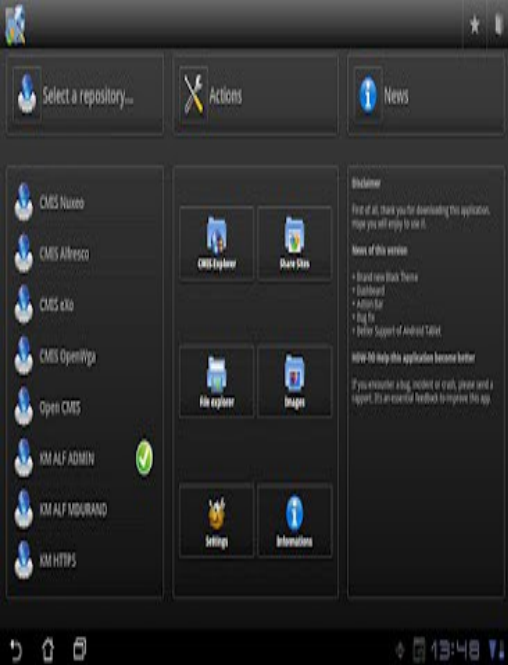 Select a repository...
Actions
News
CMIS Nuxeo
CMIS Alfresco
CMIS eXo
CMIS OpenWga
Open CMIS
KM ALF ADMIN
KM ALF MDURAND
KM HTTPS
CMIS Explorer
Share Sites
File explorer
Images
Settings
Informations
Disclaimer
First of all, thank you for downloading this application.
Hope you will enjoy to use it.
News of this version
+ Brand new Black Theme
+ Dashboard
+ Action Bar
+ Bug fix
+ Better Support of Android Tablet
HOW-TO Help this application become better
If you encounter a bug, incident or crash, please send a
rapport. It's an essential feedback to improve this app
13:48